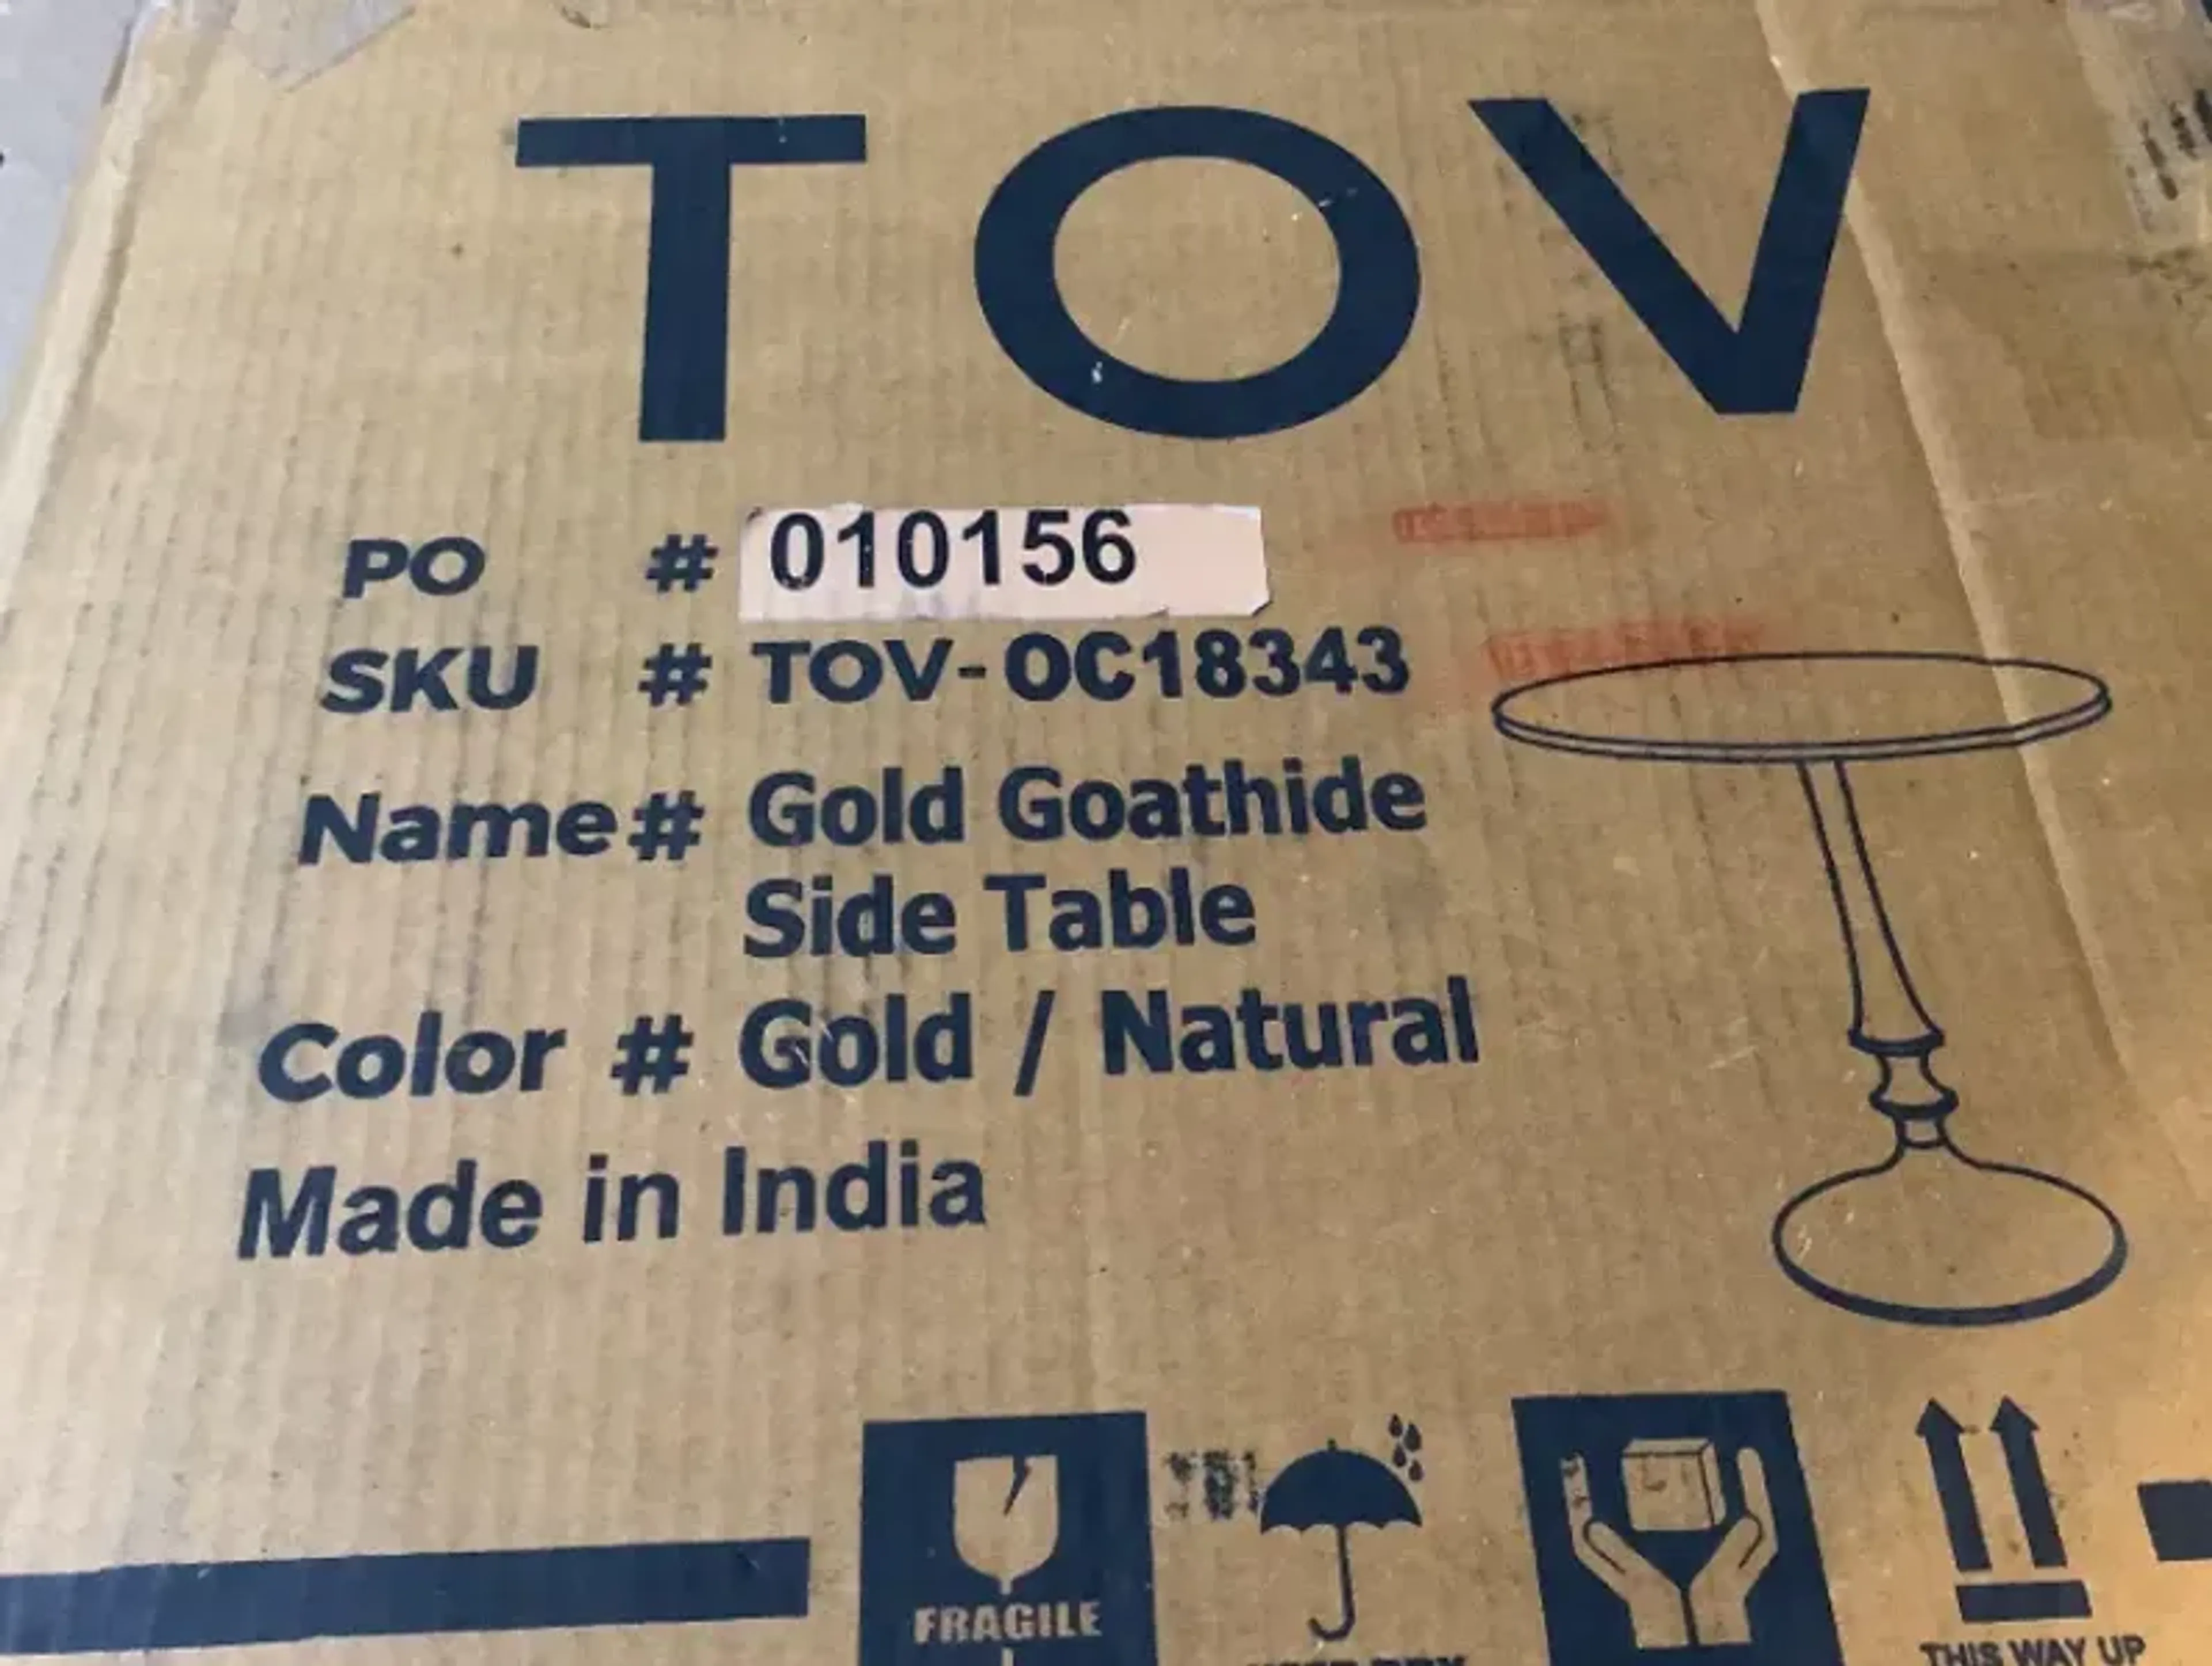 TOV
PO # 010156
SKU # TOV-OC18343
Name# Gold Goathide
Side Table
Color # Gold / Natural
Made in India
FRAGILE
THIS WAY UP